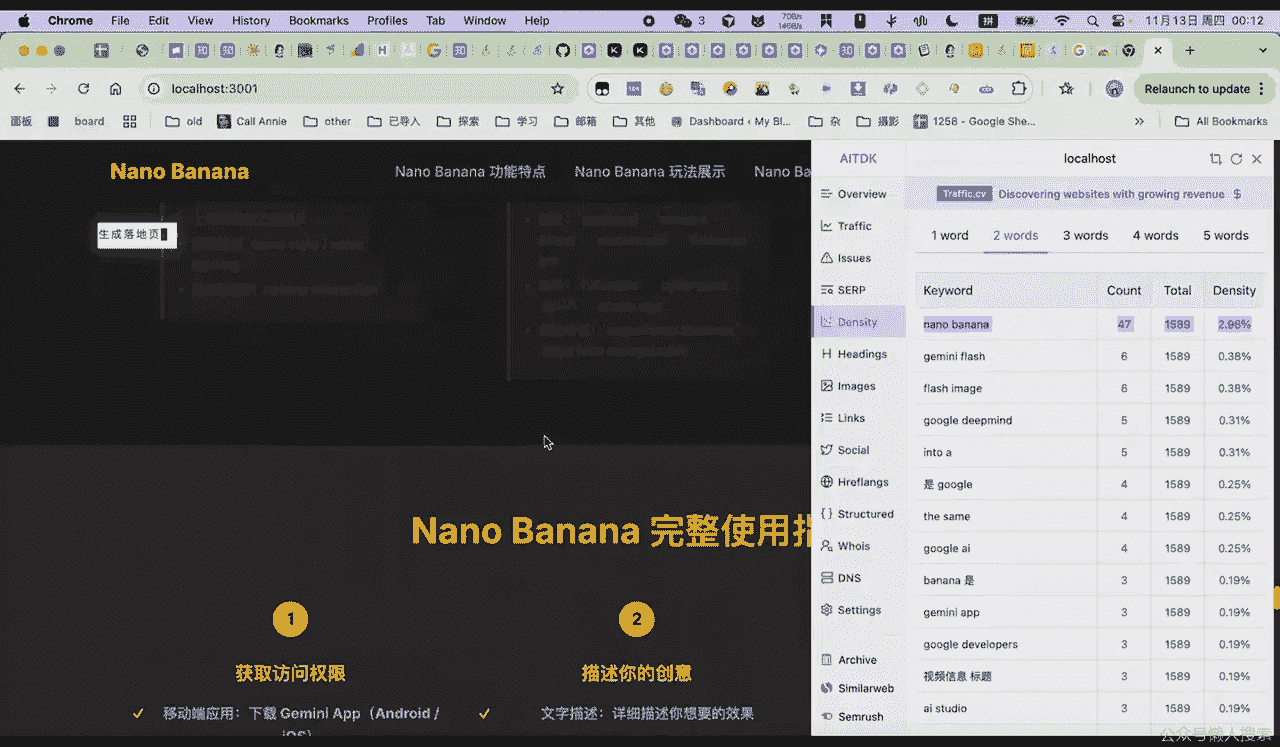 Chrome File Edit View History Bookmarks Profiles Tab Window Help 3 11月13日 周四 00:12
localhost:3001 Relaunch to update
面板 board old Call Annie other 已导入 探索 学习 邮箱 其他 Dashboard ‹ My Bl... 杂 摄影 1258 - Google She... » All Bookmarks
Nano Banana Nano Banana 功能特点 Nano Banana 玩法展示 Nano Ba
生成落地页
Nano Banana 完整使用指
1 2
获取访问权限 描述你的创意
移动端应用：下载 Gemini App（Android / 文字描述：详细描述你想要的效果
iOS）
AITDK localhost
Traffic.cv Discovering websites with growing revenue $
Overview
Traffic
Issues
SERP
Density
Headings
Images
Links
Social
Hreflangs
Structured
Whois
DNS
Settings
Archive
Similarweb
Semrush
1 word 2 words 3 words 4 words 5 words
Keyword Count Total Density
nano banana 47 1589 2.96%
gemini flash 6 1589 0.38%
flash image 6 1589 0.38%
google deepmind 5 1589 0.31%
into a 5 1589 0.31%
是 google 4 1589 0.25%
the same 4 1589 0.25%
google ai 4 1589 0.25%
banana 是 3 1589 0.19%
gemini app 3 1589 0.19%
google developers 3 1589 0.19%
视频信息 标题 3 1589 0.19%
ai studio 3 1589 0.19%
公众号懒人搜索